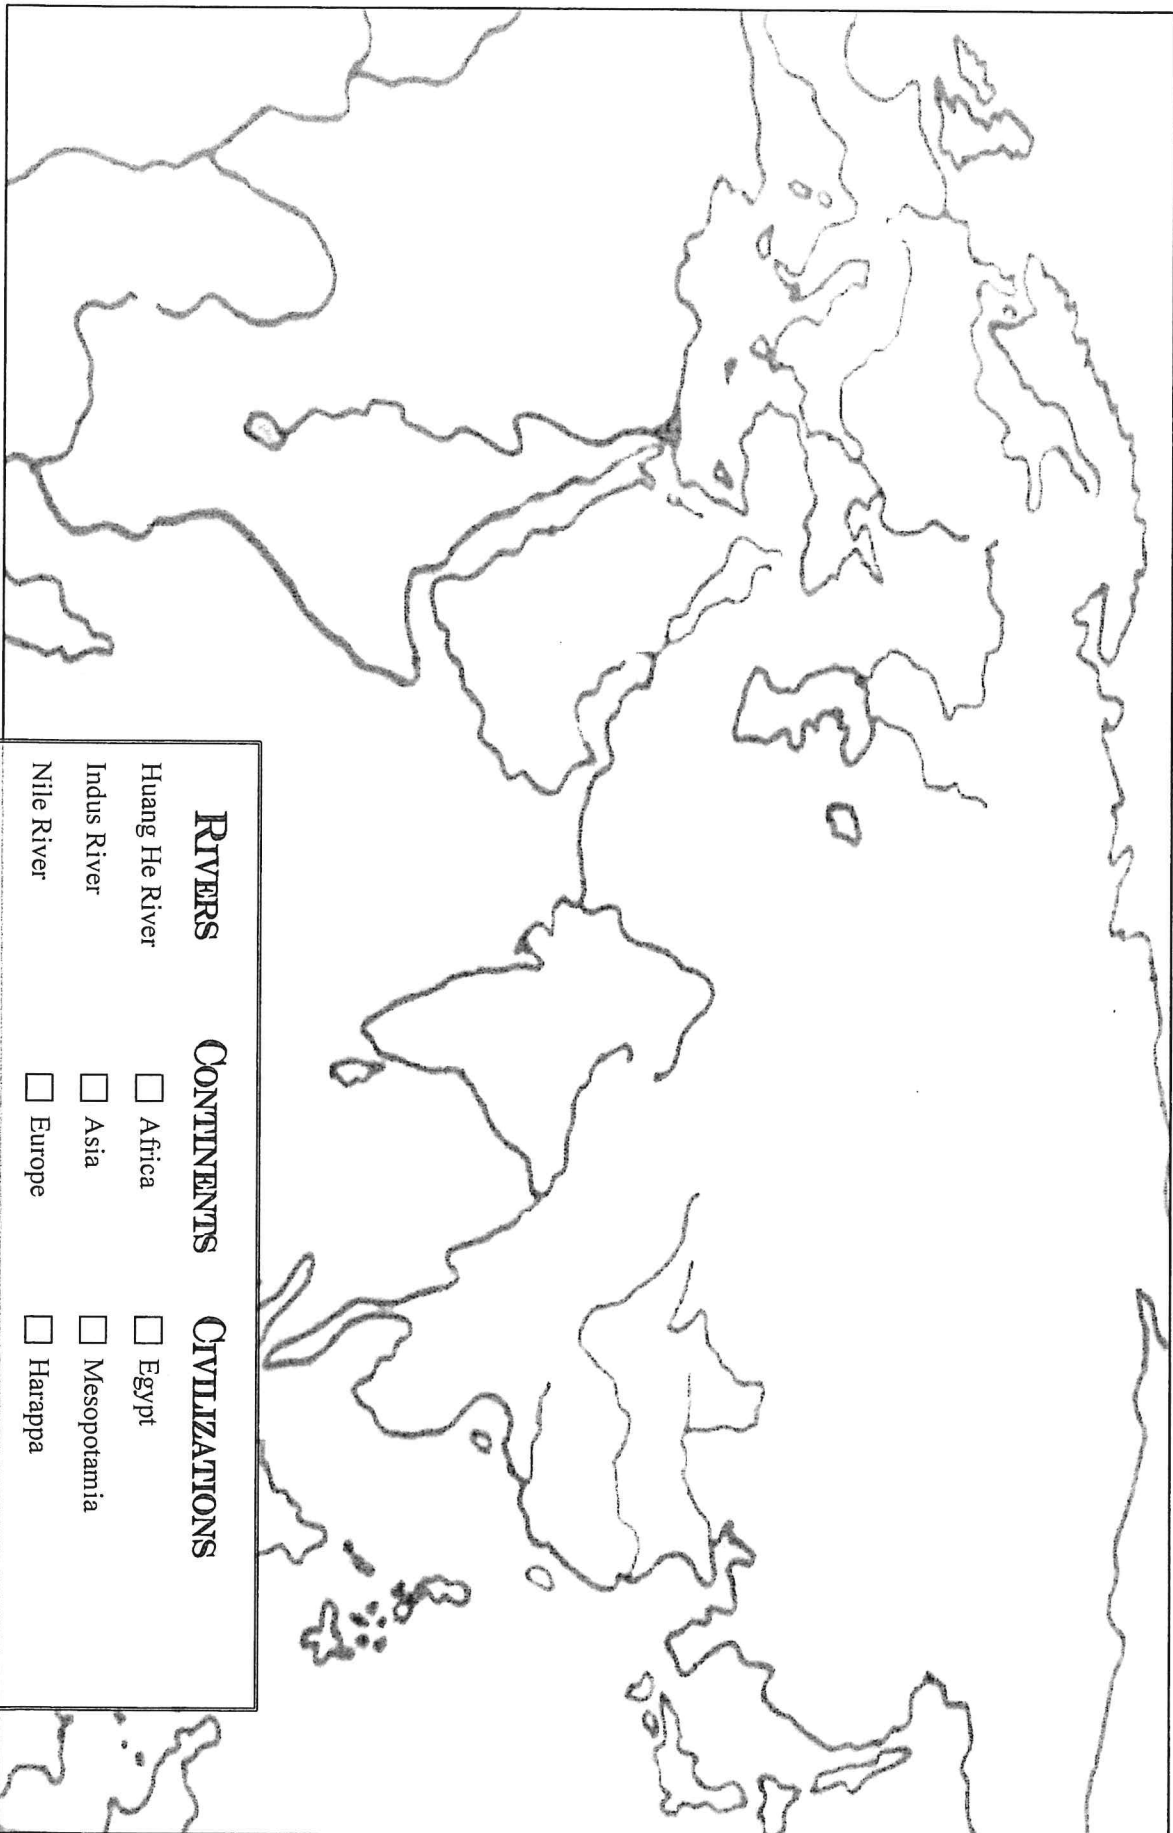 RIVERS
Huang He River
Indus River
Nile River
CONTINENTS
Africa
Asia
Europe
CIVILIZATIONS
Egypt
Mesopotamia
Harappa